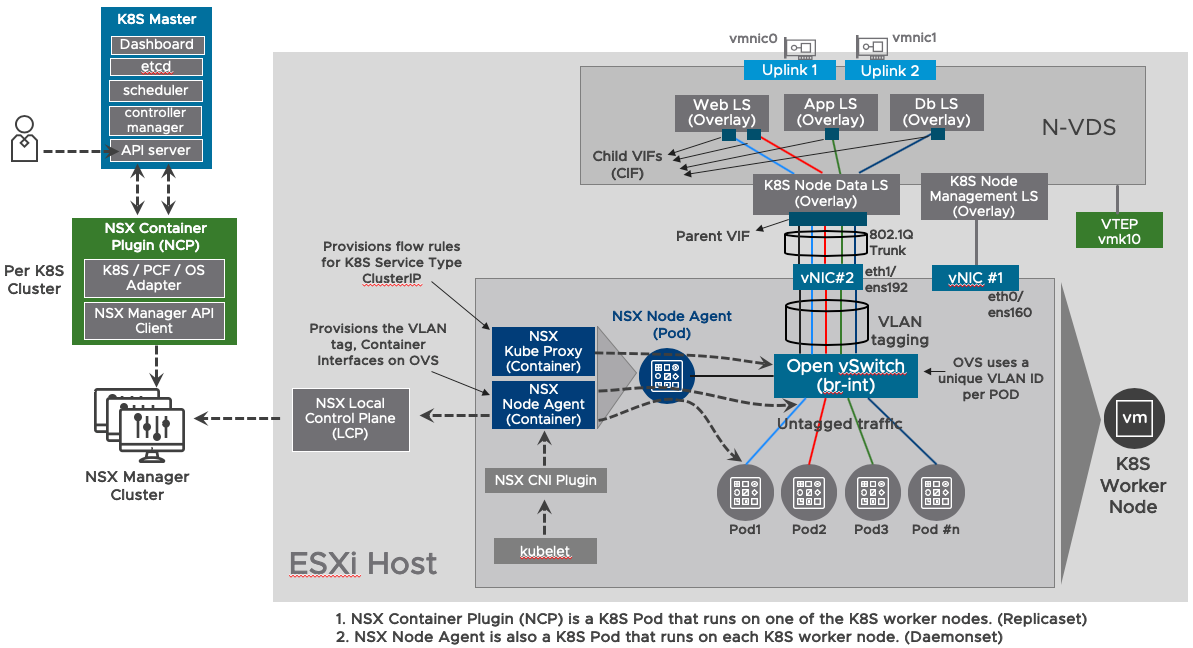 K8S Master
Dashboard
etcd
scheduler
controller
manager
API server
NSX Container
Plugin (NCP)
K8S / PCF / OS
Adapter
NSX Manager API
Client
Per K8S
Cluster
NSX Manager
Cluster
NSX Local
Control Plane
(LCP)
vmnic0
vmnic1
Uplink 1
Uplink 2
Web LS
(Overlay)
App LS
(Overlay)
Db LS
(Overlay)
N-VDS
Child VIFs
(CIF)
K8S Node Data LS
(Overlay)
K8S Node
Management LS
(Overlay)
VTEP
vmk10
Parent VIF
802.1Q
Trunk
vNIC#2
eth1/
ens192
vNIC #1
eth0/
ens160
Provisions flow rules
for K8S Service Type
ClusterIP
Provisions the VLAN
tag, Container
Interfaces on OVS
NSX
Kube Proxy
(Container)
NSX
Node Agent
(Container)
NSX Node Agent
(Pod)
VLAN
tagging
Open vSwitch
(br-int)
OVS uses a
unique VLAN ID
per POD
Untagged traffic
NSX CNI Plugin
kubelet
Pod1
Pod2
Pod3
Pod #n
vm
K8S
Worker
Node
ESXi Host
1. NSX Container Plugin (NCP) is a K8S Pod that runs on one of the K8S worker nodes. (Replicaset)
2. NSX Node Agent is also a K8S Pod that runs on each K8S worker node. (Daemonset)